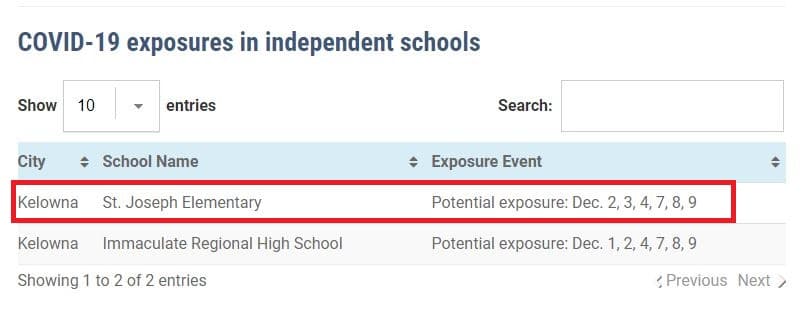 COVID-19 exposures in independent schools
Show 10 entries Search:
City School Name Exposure Event
Kelowna St. Joseph Elementary Potential exposure: Dec. 2, 3, 4, 7, 8, 9
Kelowna Immaculate Regional High School Potential exposure: Dec. 1, 2, 4, 7, 8, 9
Showing 1 to 2 of 2 entries Previous Next